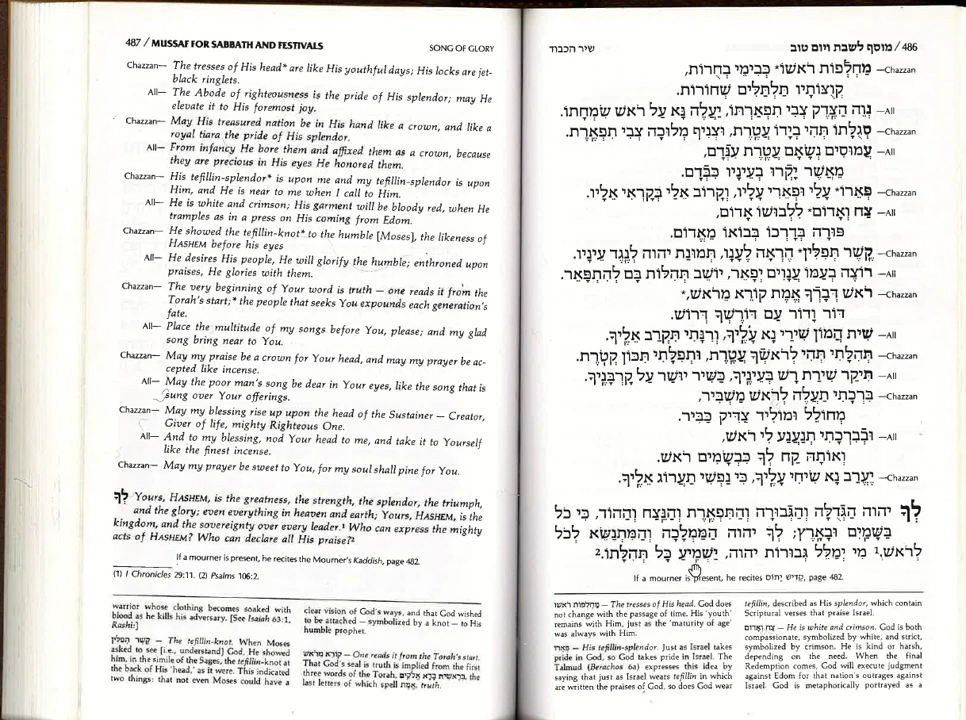 487 / MUSSAF FOR SABBATH AND FESTIVALS SONG OF GLORY
Chazzan— The tresses of His head* are like His youthful days; His locks are jet-
black ringlets.
All— The Abode of righteousness is the pride of His splendor; may He
elevate it to His foremost joy.
Chazzan— May His treasured nation be in His hand like a crown, and like a
royal tiara the pride of His splendor.
All— From infancy He bore them and affixed them as a crown, because
they are precious in His eyes He honored them.
Chazzan— His tefillin-splendor* is upon me and my tefillin-splendor is upon
Him, and He is near to me when I call to Him.
All— He is white and crimson; His garment will be bloody red, when He
tramples as in a press on His coming from Edom.
Chazzan— He showed the tefillin-knot* to the humble [Moses], the likeness of
HASHEM before his eyes
All— He desires His people, He will glorify the humble; enthroned upon
praises, He glories with them.
Chazzan— The very beginning of Your word is truth — one reads it from the
Torah's start;* the people that seeks You expounds each generation's
fate.
All— Place the multitude of my songs before You, please; and my glad
song bring near to You.
Chazzan— May my praise be a crown for Your head, and may my prayer be ac-
cepted like incense.
All— May the poor man's song be dear in Your eyes, like the song that is
sung over Your offerings.
Chazzan— May my blessing rise up upon the head of the Sustainer — Creator,
Giver of life, mighty Righteous One.
All— And to my blessing, nod Your head to me, and take it to Yourself
like the finest incense.
Chazzan— May my prayer be sweet to You, for my soul shall pine for You.
לְךָ Yours, HASHEM, is the greatness, the strength, the splendor, the triumph,
and the glory; even everything in heaven and earth; Yours, HASHEM, is the
kingdom, and the sovereignty over every leader.¹ Who can express the mighty
acts of HASHEM? Who can declare all His praise?²
If a mourner is present, he recites the Mourner's Kaddish, page 482.
(1) I Chronicles 29:11. (2) Psalms 106:2.
warrior whose clothing becomes soaked with
blood as he kills his adversary. [See Isaiah 63:1,
Rashi:]
קֶשֶׁר תְּפִלִּין — The tefillin-knot. When Moses
asked to see [i.e., understand] God, He showed
him, in the simile of the Sages, the tefillin-knot at
the back of His 'head,' as it were. This indicated
two things: that not even Moses could have a
clear vision of God's ways, and that God wished
to be attached — symbolized by a knot — to His
humble prophet.
קוֹרֵא מֵרֹאשׁ — One reads it from the Torah's start.
That God's seal is truth is implied from the first
three words of the Torah, בְּרֵאשִׁית בָּרָא אֱלֹקִים, the
last letters of which spell אֱמֶת, truth.
486 / מוסף לשבת ויום טוב שיר הכבוד
Chazzan— מַחְלְפוֹת רֹאשׁוֹ* כְּבִימֵי בְחֻרוֹת,
קְוֻצּוֹתָיו תַּלְתַּלִּים שְׁחוֹרוֹת.
All— נְוֵה הַצֶּדֶק צְבִי תִפְאַרְתּוֹ, יַעֲלֶה נָּא עַל רֹאשׁ שִׂמְחָתוֹ.
Chazzan— סְגֻלָּתוֹ תְּהִי בְיָדוֹ עֲטֶרֶת, וּצְנִיף מְלוּכָה צְבִי תִפְאֶרֶת.
All— עֲמוּסִים נְשָׂאָם עֲטֶרֶת עִנְּדָם,
מֵאֲשֶׁר יָקְרוּ בְעֵינָיו כִּבְּדָם.
Chazzan— פְּאֵרוֹ* עָלַי וּפְאֵרִי עָלָיו, וְקָרוֹב אֵלַי בְּקָרְאִי אֵלָיו.
All— צַח וְאָדוֹם* לִלְבוּשׁוֹ אָדוֹם,
פּוּרָה בְּדָרְכוֹ בְּבוֹאוֹ מֵאֱדוֹם.
Chazzan— קֶשֶׁר תְּפִלִּין* הֶרְאָה לֶעָנָו, תְּמוּנַת יהוה לְנֶגֶד עֵינָיו.
All— רוֹצֶה בְעַמּוֹ עֲנָוִים יְפָאֵר, יוֹשֵׁב תְּהִלּוֹת בָּם לְהִתְפָּאֵר.
Chazzan— רֹאשׁ דְּבָרְךָ אֱמֶת קוֹרֵא מֵרֹאשׁ,*
דּוֹר וָדוֹר עַם דּוֹרֶשְׁךָ דְּרוֹשׁ.
All— שִׁית הֲמוֹן שִׁירַי נָא עָלֶיךָ, וְרִנָּתִי תִּקְרַב אֵלֶיךָ.
Chazzan— תְּהִלָּתִי תְּהִי לְרֹאשְׁךָ עֲטֶרֶת, וּתְפִלָּתִי תִּכּוֹן קְטֹרֶת.
All— תִּיקַר שִׁירַת רָשׁ בְּעֵינֶיךָ, כַּשִּׁיר יוּשַׁר עַל קָרְבָּנֶיךָ.
Chazzan— בִּרְכָתִי תַעֲלֶה לְרֹאשׁ מַשְׁבִּיר,
מְחוֹלֵל וּמוֹלִיד צַדִּיק כַּבִּיר.
All— וּבְבִרְכָתִי תְנַעֲנַע לִי רֹאשׁ,
וְאוֹתָהּ קַח לְךָ כִּבְשָׂמִים רֹאשׁ.
Chazzan— יֶעֱרַב נָא שִׂיחִי עָלֶיךָ, כִּי נַפְשִׁי תַעֲרוֹג אֵלֶיךָ.
לְךָ יהוה הַגְּדֻלָּה וְהַגְּבוּרָה וְהַתִּפְאֶרֶת וְהַנֵּצַח וְהַהוֹד, כִּי כֹל
בַּשָּׁמַיִם וּבָאָרֶץ; לְךָ יהוה הַמַּמְלָכָה וְהַמִּתְנַשֵּׂא לְכֹל
לְרֹאשׁ,¹ מִי יְמַלֵּל גְּבוּרוֹת יהוה, יַשְׁמִיעַ כָּל תְּהִלָּתוֹ.²
If a mourner is present, he recites קַדִּישׁ יָתוֹם, page 482.
מַחְלְפוֹת רֹאשׁוֹ — The tresses of His head. God does
not change with the passage of time. His 'youth'
remains with Him, just as the 'maturity of age'
was always with Him.
פְּאֵרוֹ — His tefillin-splendor. Just as Israel takes
pride in God, so God takes pride in Israel. The
Talmud (Berachos 6a) expresses this idea by
saying that just as Israel wears tefillin in which
are written the praises of God, so does God wear
tefillin, described as His splendor, which contain
Scriptural verses that praise Israel.
צַח וְאָדוֹם — He is white and crimson. God is both
compassionate, symbolized by white, and strict,
symbolized by crimson. He is kind or harsh,
depending on the need. When the final
Redemption comes, God will execute judgment
against Edom for that nation's outrages against
Israel. God is metaphorically portrayed as a